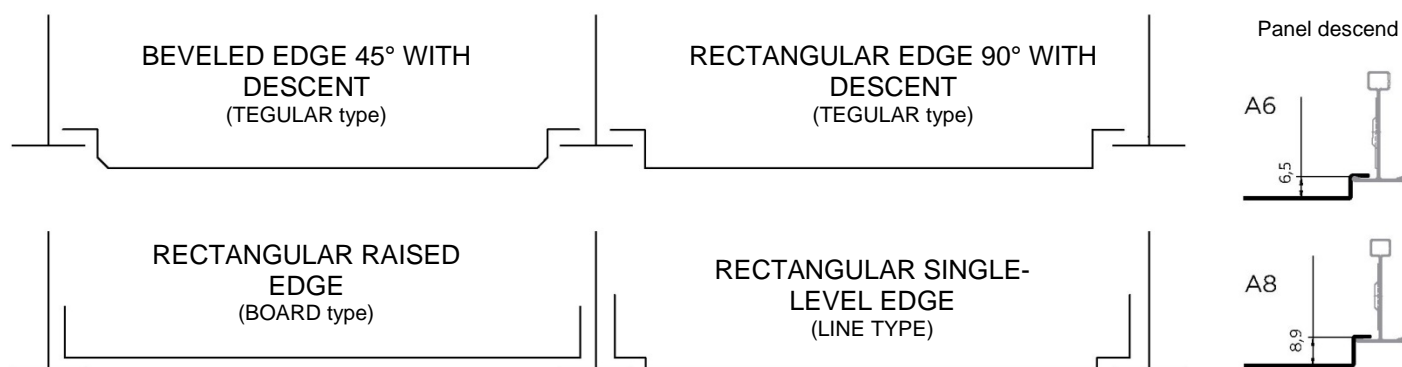 BEVELED EDGE 45° WITH
DESCENT
(TEGULAR type)
RECTANGULAR EDGE 90° WITH
DESCENT
(TEGULAR type)
Panel descend
A6
6,5
RECTANGULAR RAISED
EDGE
(BOARD type)
RECTANGULAR SINGLE-
LEVEL EDGE
(LINE TYPE)
A8
8,9